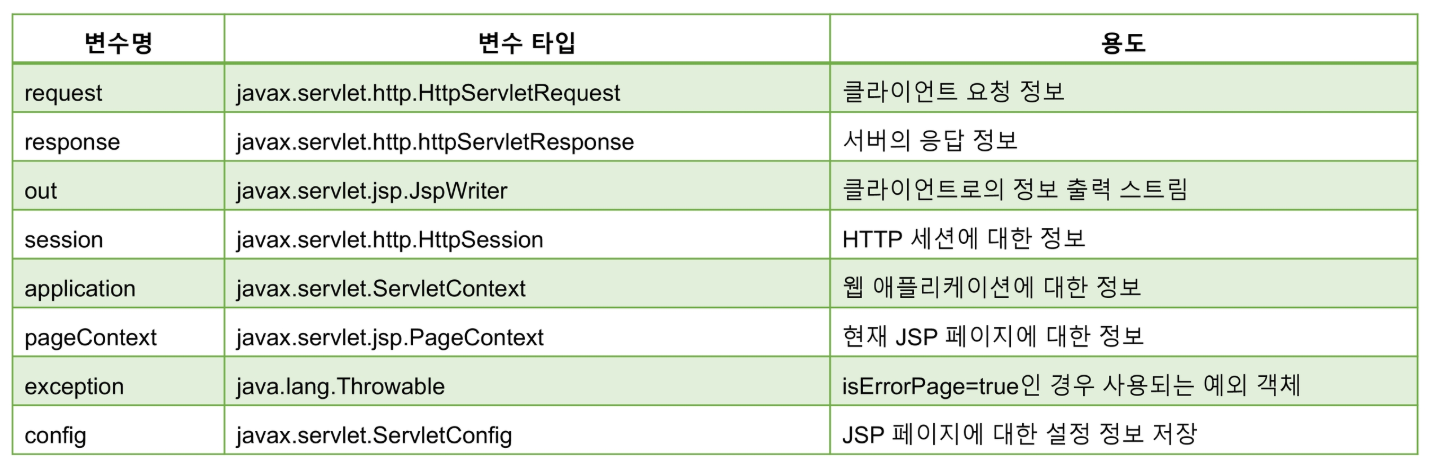 변수명 변수 타입 용도
request javax.servlet.http.HttpServletRequest 클라이언트 요청 정보
response javax.servlet.http.httpServletResponse 서버의 응답 정보
out javax.servlet.jsp.JspWriter 클라이언트로의 정보 출력 스트림
session javax.servlet.http.HttpSession HTTP 세션에 대한 정보
application javax.servlet.ServletContext 웹 애플리케이션에 대한 정보
pageContext javax.servlet.jsp.PageContext 현재 JSP 페이지에 대한 정보
exception java.lang.Throwable isErrorPage=true인 경우 사용되는 예외 객체
config javax.servlet.ServletConfig JSP 페이지에 대한 설정 정보 저장